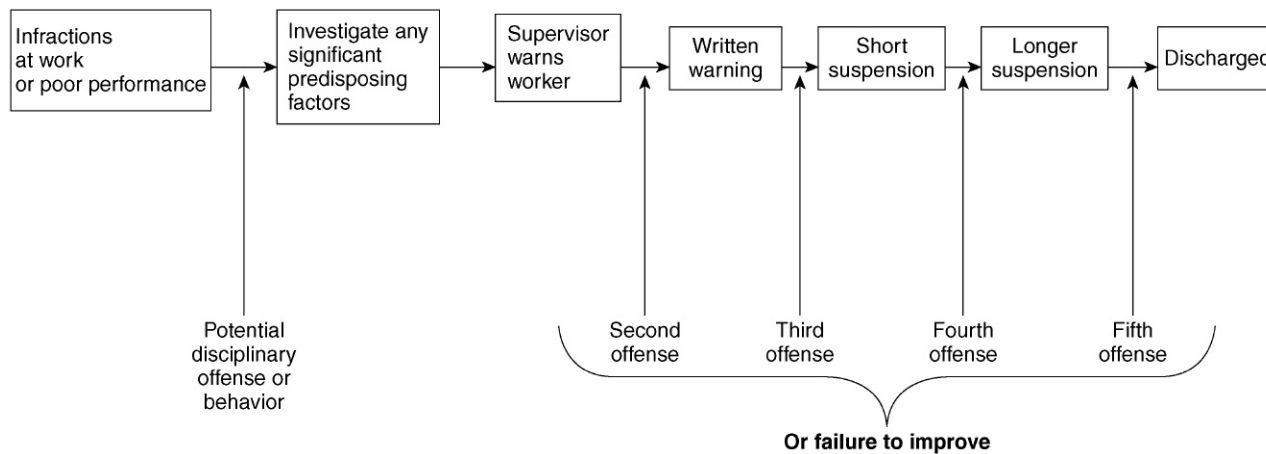 Infractions
at work
or poor performance
Investigate any
significant
predisposing
factors
Supervisor
warns
worker
Written
warning
Short
suspension
Longer
suspension
Discharged
Potential
disciplinary
offense or
behavior
Second
offense
Third
offense
Fourth
offense
Fifth
offense
Or failure to improve